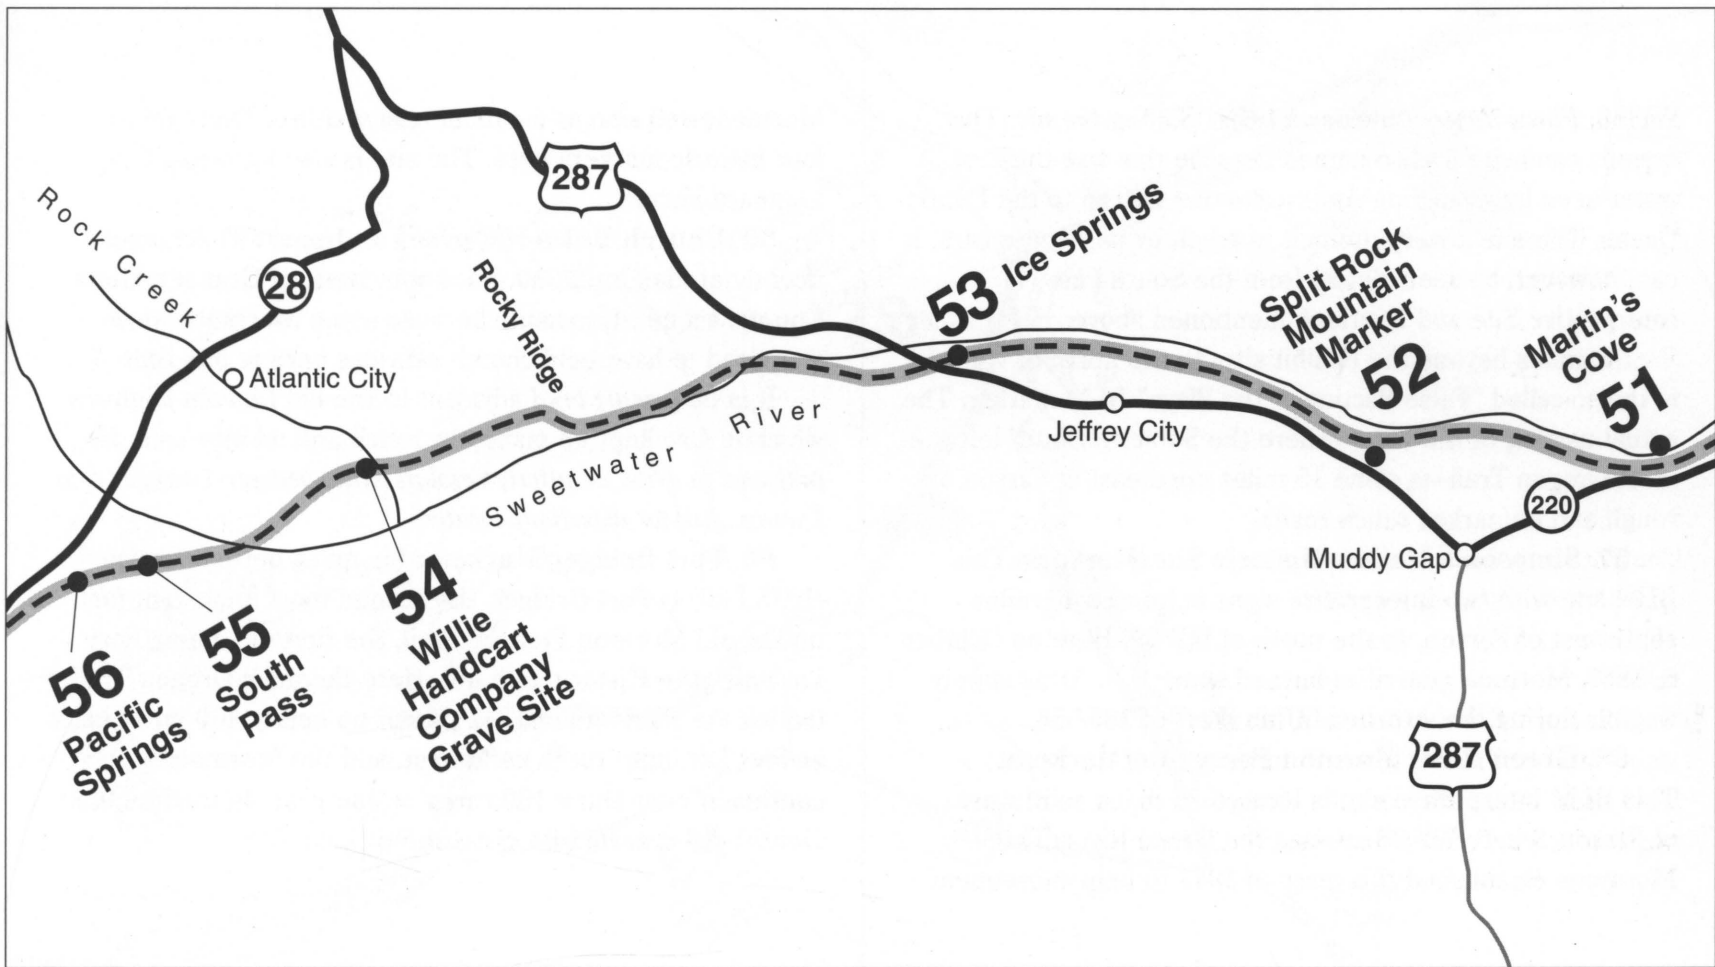 287
Rock Creek
28
Rocky Ridge
53 Ice Springs
Split Rock
Mountain
Marker
52
Martin's
Cove
51
Atlantic City
River
Sweetwater
Jeffrey City
220
Muddy Gap
54
Willie
Handcart
Company
Grave Site
55
South
Pass
56
Pacific
Springs
287